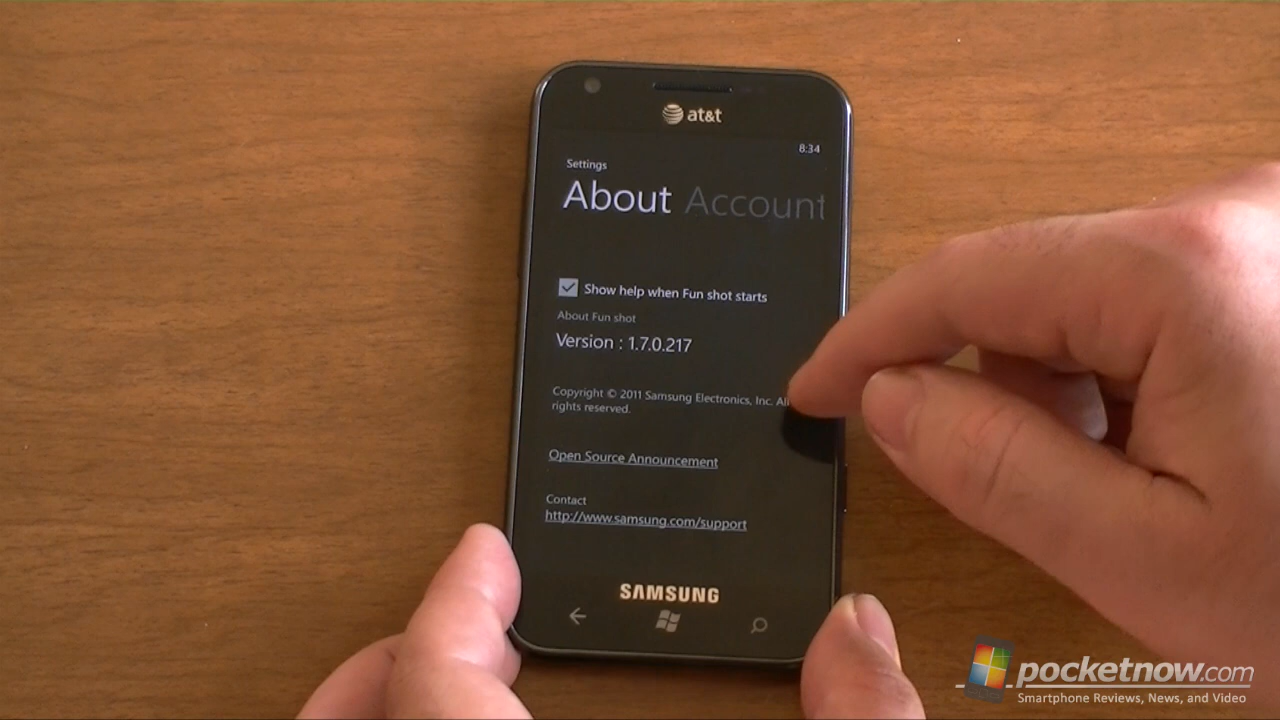 at&t
8:34
Settings
About Account
Show help when Fun shot starts
About Fun shot
Version : 1.7.0.217
Copyright © 2011 Samsung Electronics, Inc. All
rights reserved.
Open Source Announcement
Contact
http://www.samsung.com/support
SAMSUNG
pocketnow.com
Smartphone Reviews, News, and Video